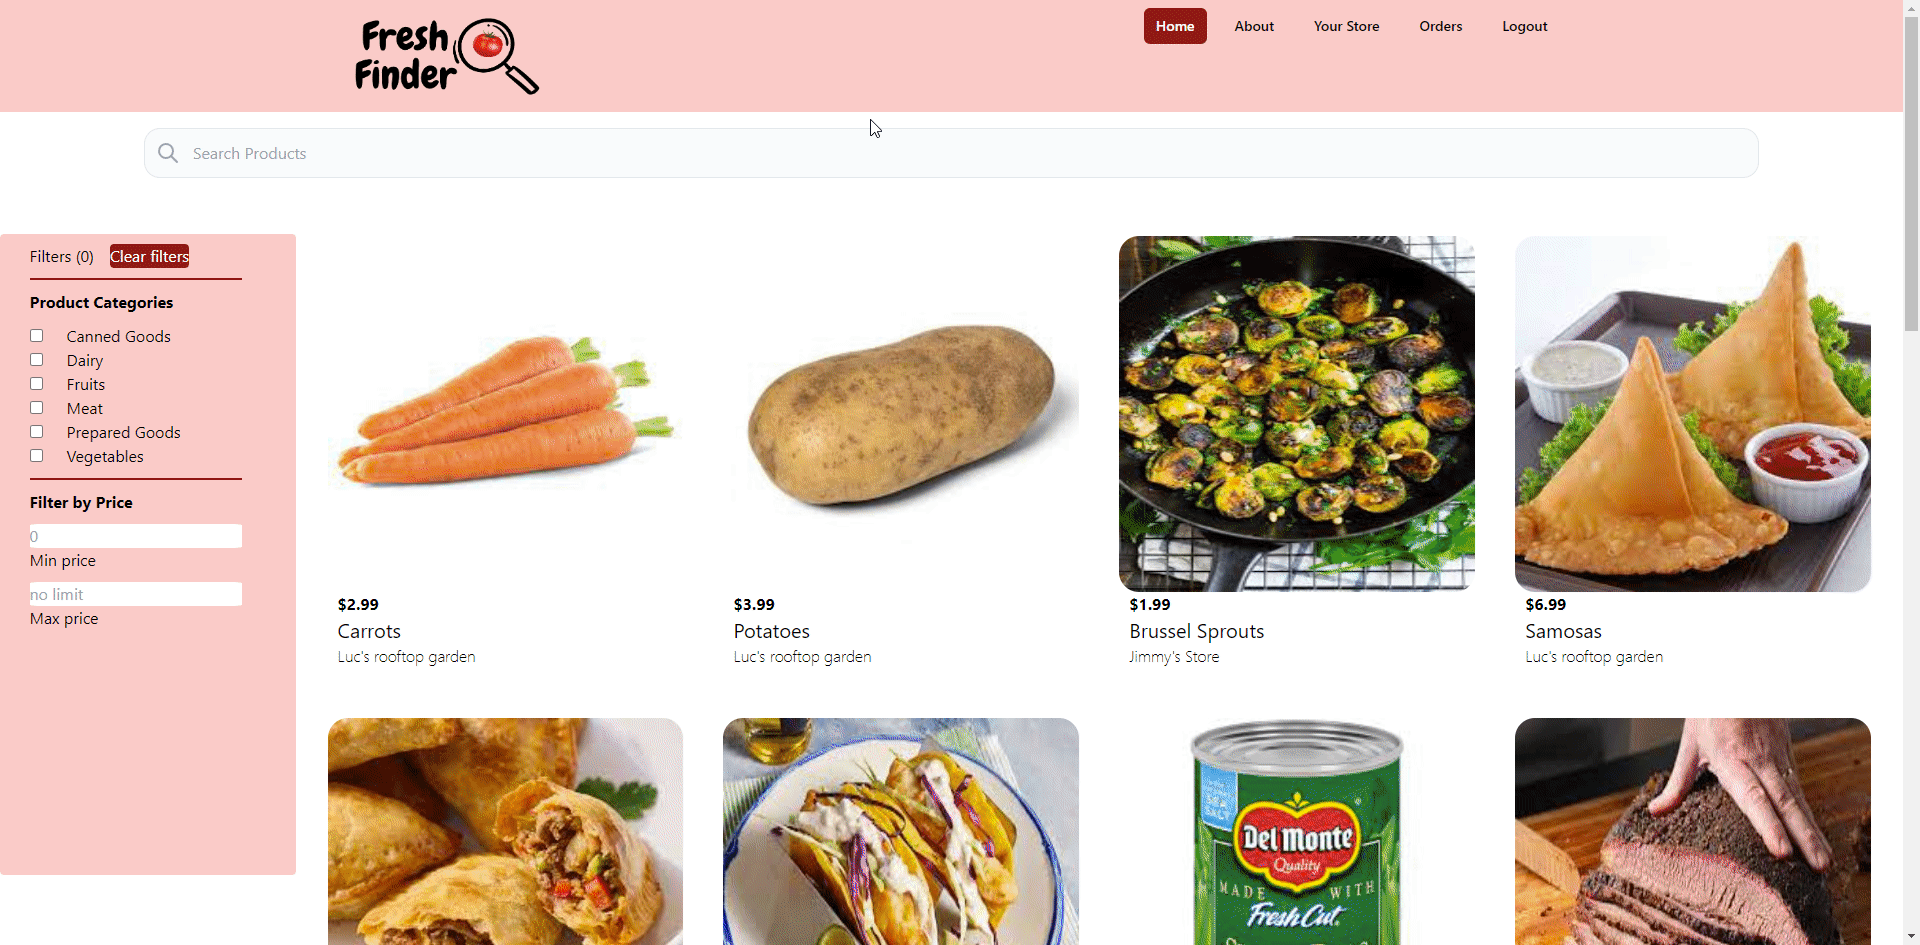 Fresh
Finder
Home
About
Your Store
Orders
Logout
Search Products
Filters (0)
Clear filters
Product Categories
Canned Goods
Dairy
Fruits
Meat
Prepared Goods
Vegetables
Filter by Price
0
Min price
no limit
Max price
$2.99
Carrots
Luc's rooftop garden
$3.99
Potatoes
Luc's rooftop garden
$1.99
Brussel Sprouts
Jimmy's Store
$6.99
Samosas
Luc's rooftop garden
Del Monte
Quality
MADE WITH
FreshCut